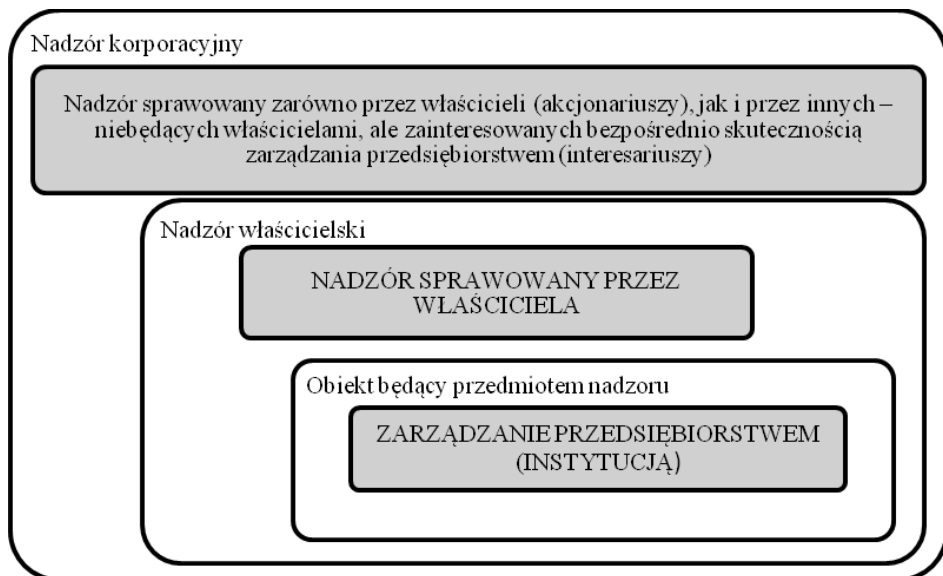 Nadzór korporacyjny
Nadzór sprawowany zarówno przez właścicieli (akcjonariuszy), jak i przez innych –
niebędących właścicielami, ale zainteresowanych bezpośrednio skutecznością
zarządzania przedsiębiorstwem (interesariuszy)
Nadzór właścicielski
NADZÓR SPRAWOWANY PRZEZ
WŁAŚCICIELA
Obiekt będący przedmiotem nadzoru
ZARZĄDZANIE PRZEDSIĘBIORSTWEM
(INSTYTUCJĄ)